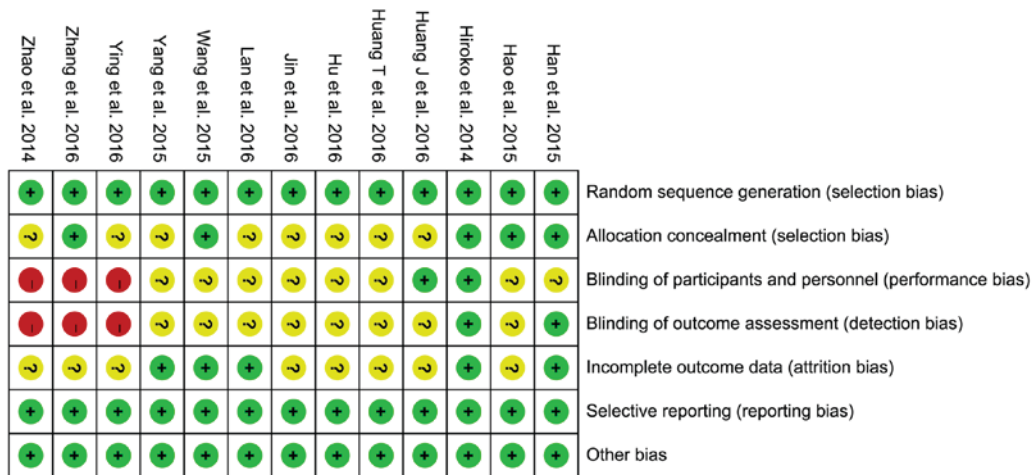 Zhao et al. 2014
Zhang et al. 2016
Ying et al. 2016
Yang et al. 2015
Wang et al. 2015
Lan et al. 2016
Jin et al. 2016
Hu et al. 2016
Huang T et al. 2016
Huang J et al. 2016
Hiroko et al. 2014
Hao et al. 2015
Han et al. 2015
+ + + + + + + + + + + + + Random sequence generation (selection bias)
? + ? ? + ? ? ? ? ? + + + Allocation concealment (selection bias)
– – – ? ? ? ? ? ? + + ? ? Blinding of participants and personnel (performance bias)
– – – ? ? ? ? ? ? ? + ? + Blinding of outcome assessment (detection bias)
? ? ? + + + ? ? ? ? + ? + Incomplete outcome data (attrition bias)
+ + + + + + + + + + + + + Selective reporting (reporting bias)
+ + + + + + + + + + + + + Other bias